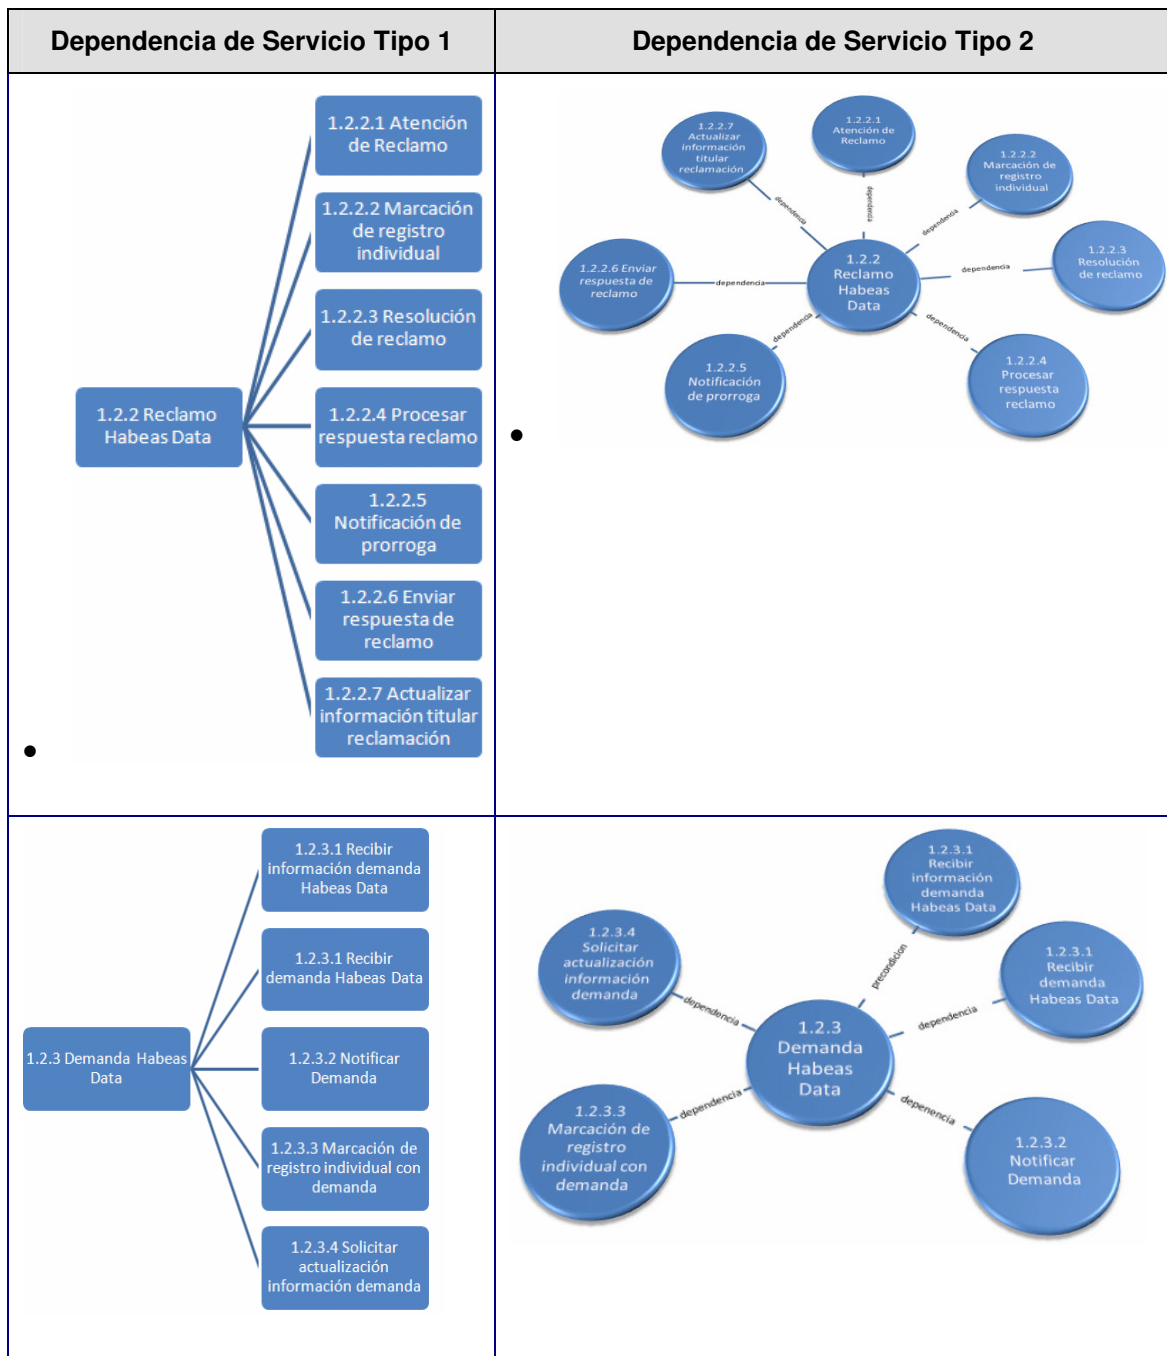 Dependencia de Servicio Tipo 1
Dependencia de Servicio Tipo 2
1.2.2 Reclamo
Habeas Data
1.2.2.1 Atención
de Reclamo
1.2.2.2 Marcación
de registro
individual
1.2.2.3 Resolución
de reclamo
1.2.2.4 Procesar
respuesta reclamo
1.2.2.5
Notificación de
prorroga
1.2.2.6 Enviar
respuesta de
reclamo
1.2.2.7 Actualizar
información titular
reclamación
1.2.2.7
Actualizar
información
titular
reclamación
1.2.2.1
Atención de
Reclamo
1.2.2.2
Marcación de
registro
individual
1.2.2.3
Resolución
de reclamo
1.2.2.4
Procesar
respuesta
reclamo
1.2.2.5
Notificación
de prorroga
1.2.2.6 Enviar
respuesta de
reclamo
1.2.2
Reclamo
Habeas
Data
dependencia
dependencia
dependencia
dependencia
dependencia
dependencia
dependencia
1.2.3 Demanda Habeas
Data
1.2.3.1 Recibir
información demanda
Habeas Data
1.2.3.1 Recibir
demanda Habeas Data
1.2.3.2 Notificar
Demanda
1.2.3.3 Marcación de
registro individual con
demanda
1.2.3.4 Solicitar
actualización
información demanda
1.2.3.1
Recibir
información
demanda
Habeas Data
1.2.3.4
Solicitar
actualización
información
demanda
1.2.3.1
Recibir
demanda
Habeas Data
1.2.3
Demanda
Habeas
Data
1.2.3.3
Marcación de
registro
individual con
demanda
1.2.3.2
Notificar
Demanda
precondicion
dependencia
dependencia
dependencia
depenencia